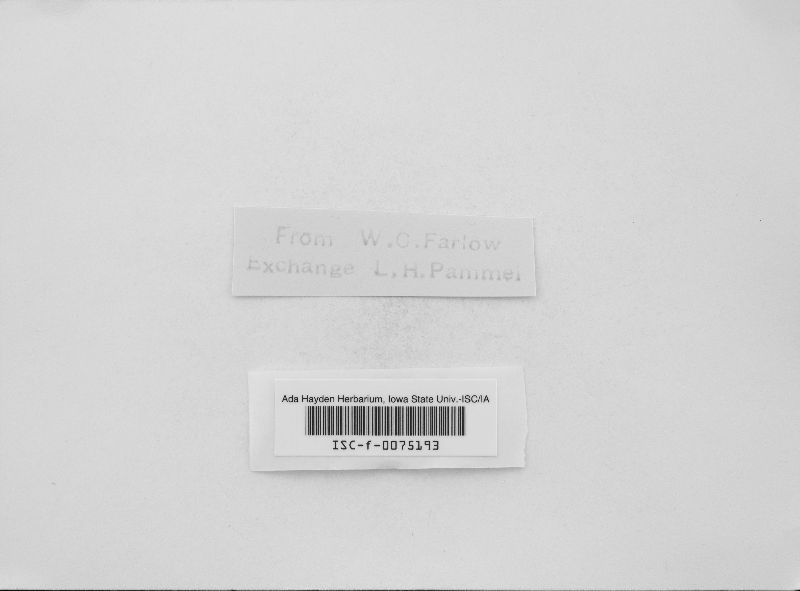 From W.G.Farlow
Exchange L.H.Pammel
Ada Hayden Herbarium, Iowa State Univ.-ISC/IA
ISC-f-0075193